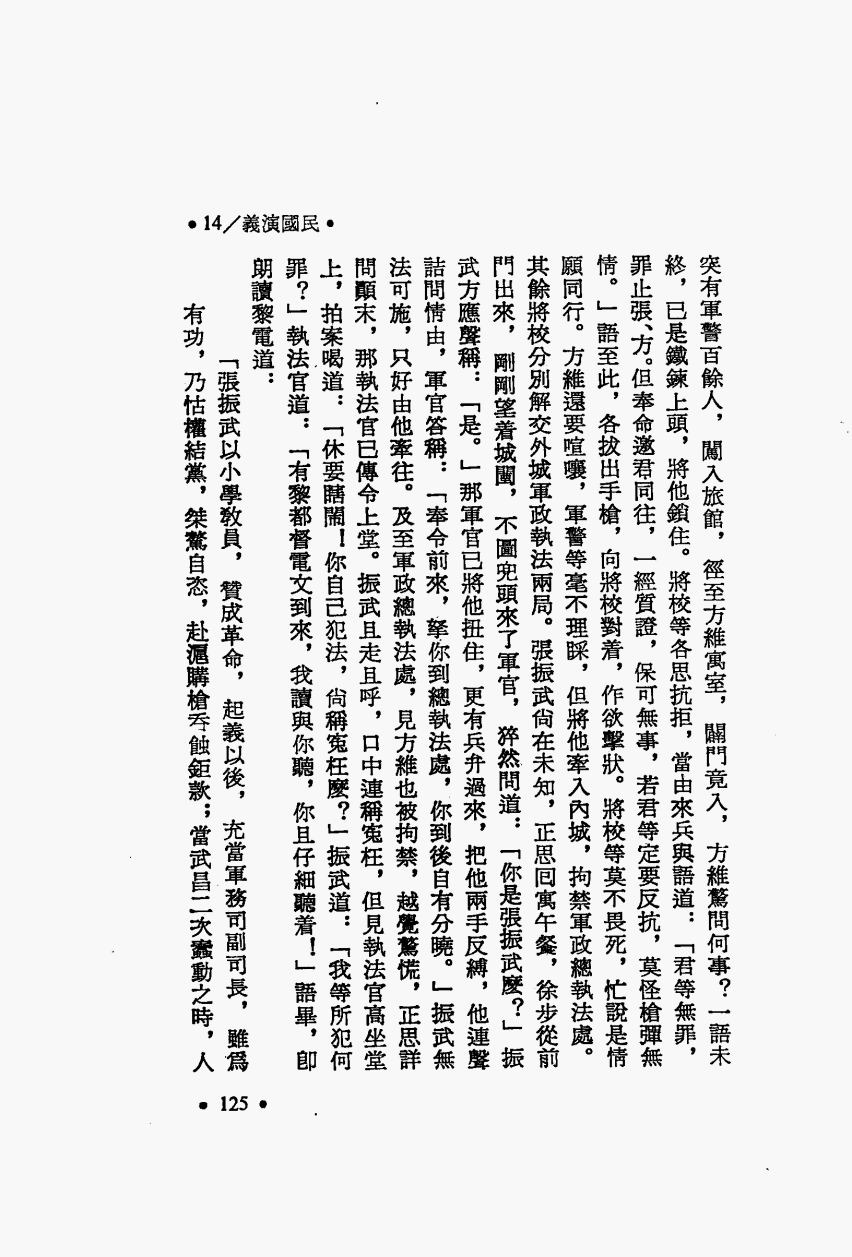 •14/義演國民•
突有軍警百餘人，闖入旅館，徑至方維寓室，闢門竟入，方維驚問何事？一語未
終，已是鐵鍊上頭，將他鎖住。將校等各思抗拒，當由來兵與語道：「君等無罪，
罪止張、方。但奉命邀君同往，一經質證，保可無事，若君等定要反抗，莫怪槍彈無
情。」語至此，各拔出手槍，向將校對着，作欲擊狀。將校等莫不畏死，忙說是情
願同行。方維還要喧嚷，軍警等毫不理睬，但將他牽入內城，拘禁軍政總執法處。
其餘將校分別解交外城軍政執法兩局。張振武尙在未知，正思回寓午餐，徐步從前
門出來，剛剛望着城闉，不圖兜頭來了軍官，猝然問道：「你是張振武麼？」振
武方應聲稱：「是。」那軍官已將他扭住，更有兵弁過來，把他兩手反縛，他連聲
詰問情由，軍官答稱：「奉令前來，拏你到總執法處，你到後自有分曉。」振武無
法可施，只好由他牽往。及至軍政總執法處，見方維也被拘禁，越覺驚慌，正思詳
問顚末，那執法官已傳令上堂。振武且走且呼，口中連稱寃枉，但見執法官高坐堂
上，拍案喝道：「休要瞎鬧！你自己犯法，尙稱寃枉麼？」振武道：「我等所犯何
罪？」執法官道：「有黎都督電文到來，我讀與你聽，你且仔細聽着！」語畢，卽
朗讀黎電道：
「張振武以小學敎員，贊成革命，起義以後，充當軍務司副司長，雖爲
有功，乃怙權結黨，桀驁自恣，赴滬購槍吞蝕鉅款；當武昌二次蠢動之時，人
•125•